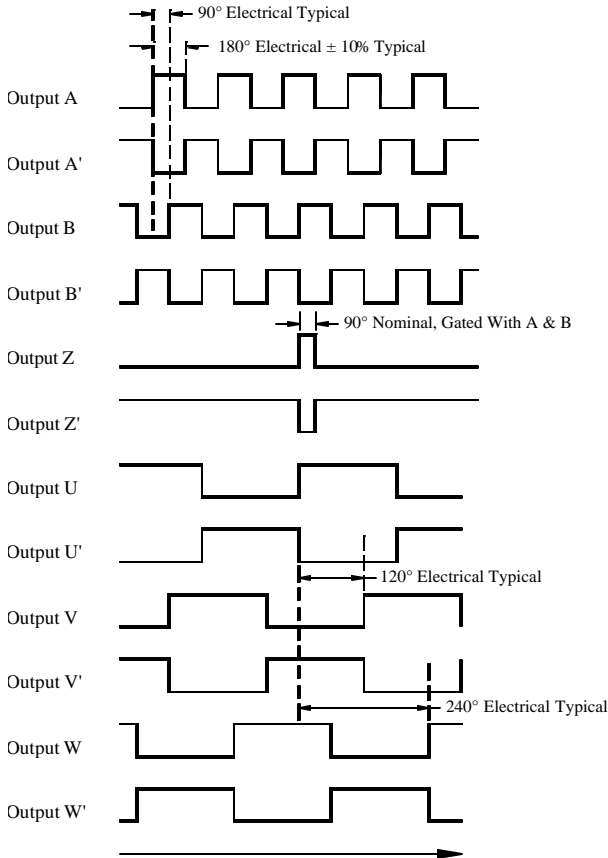 90° Electrical Typical
180° Electrical ± 10% Typical
Output A
Output A'
Output B
Output B'
90° Nominal, Gated With A & B
Output Z
Output Z'
Output U
Output U'
120° Electrical Typical
Output V
Output V'
240° Electrical Typical
Output W
Output W'